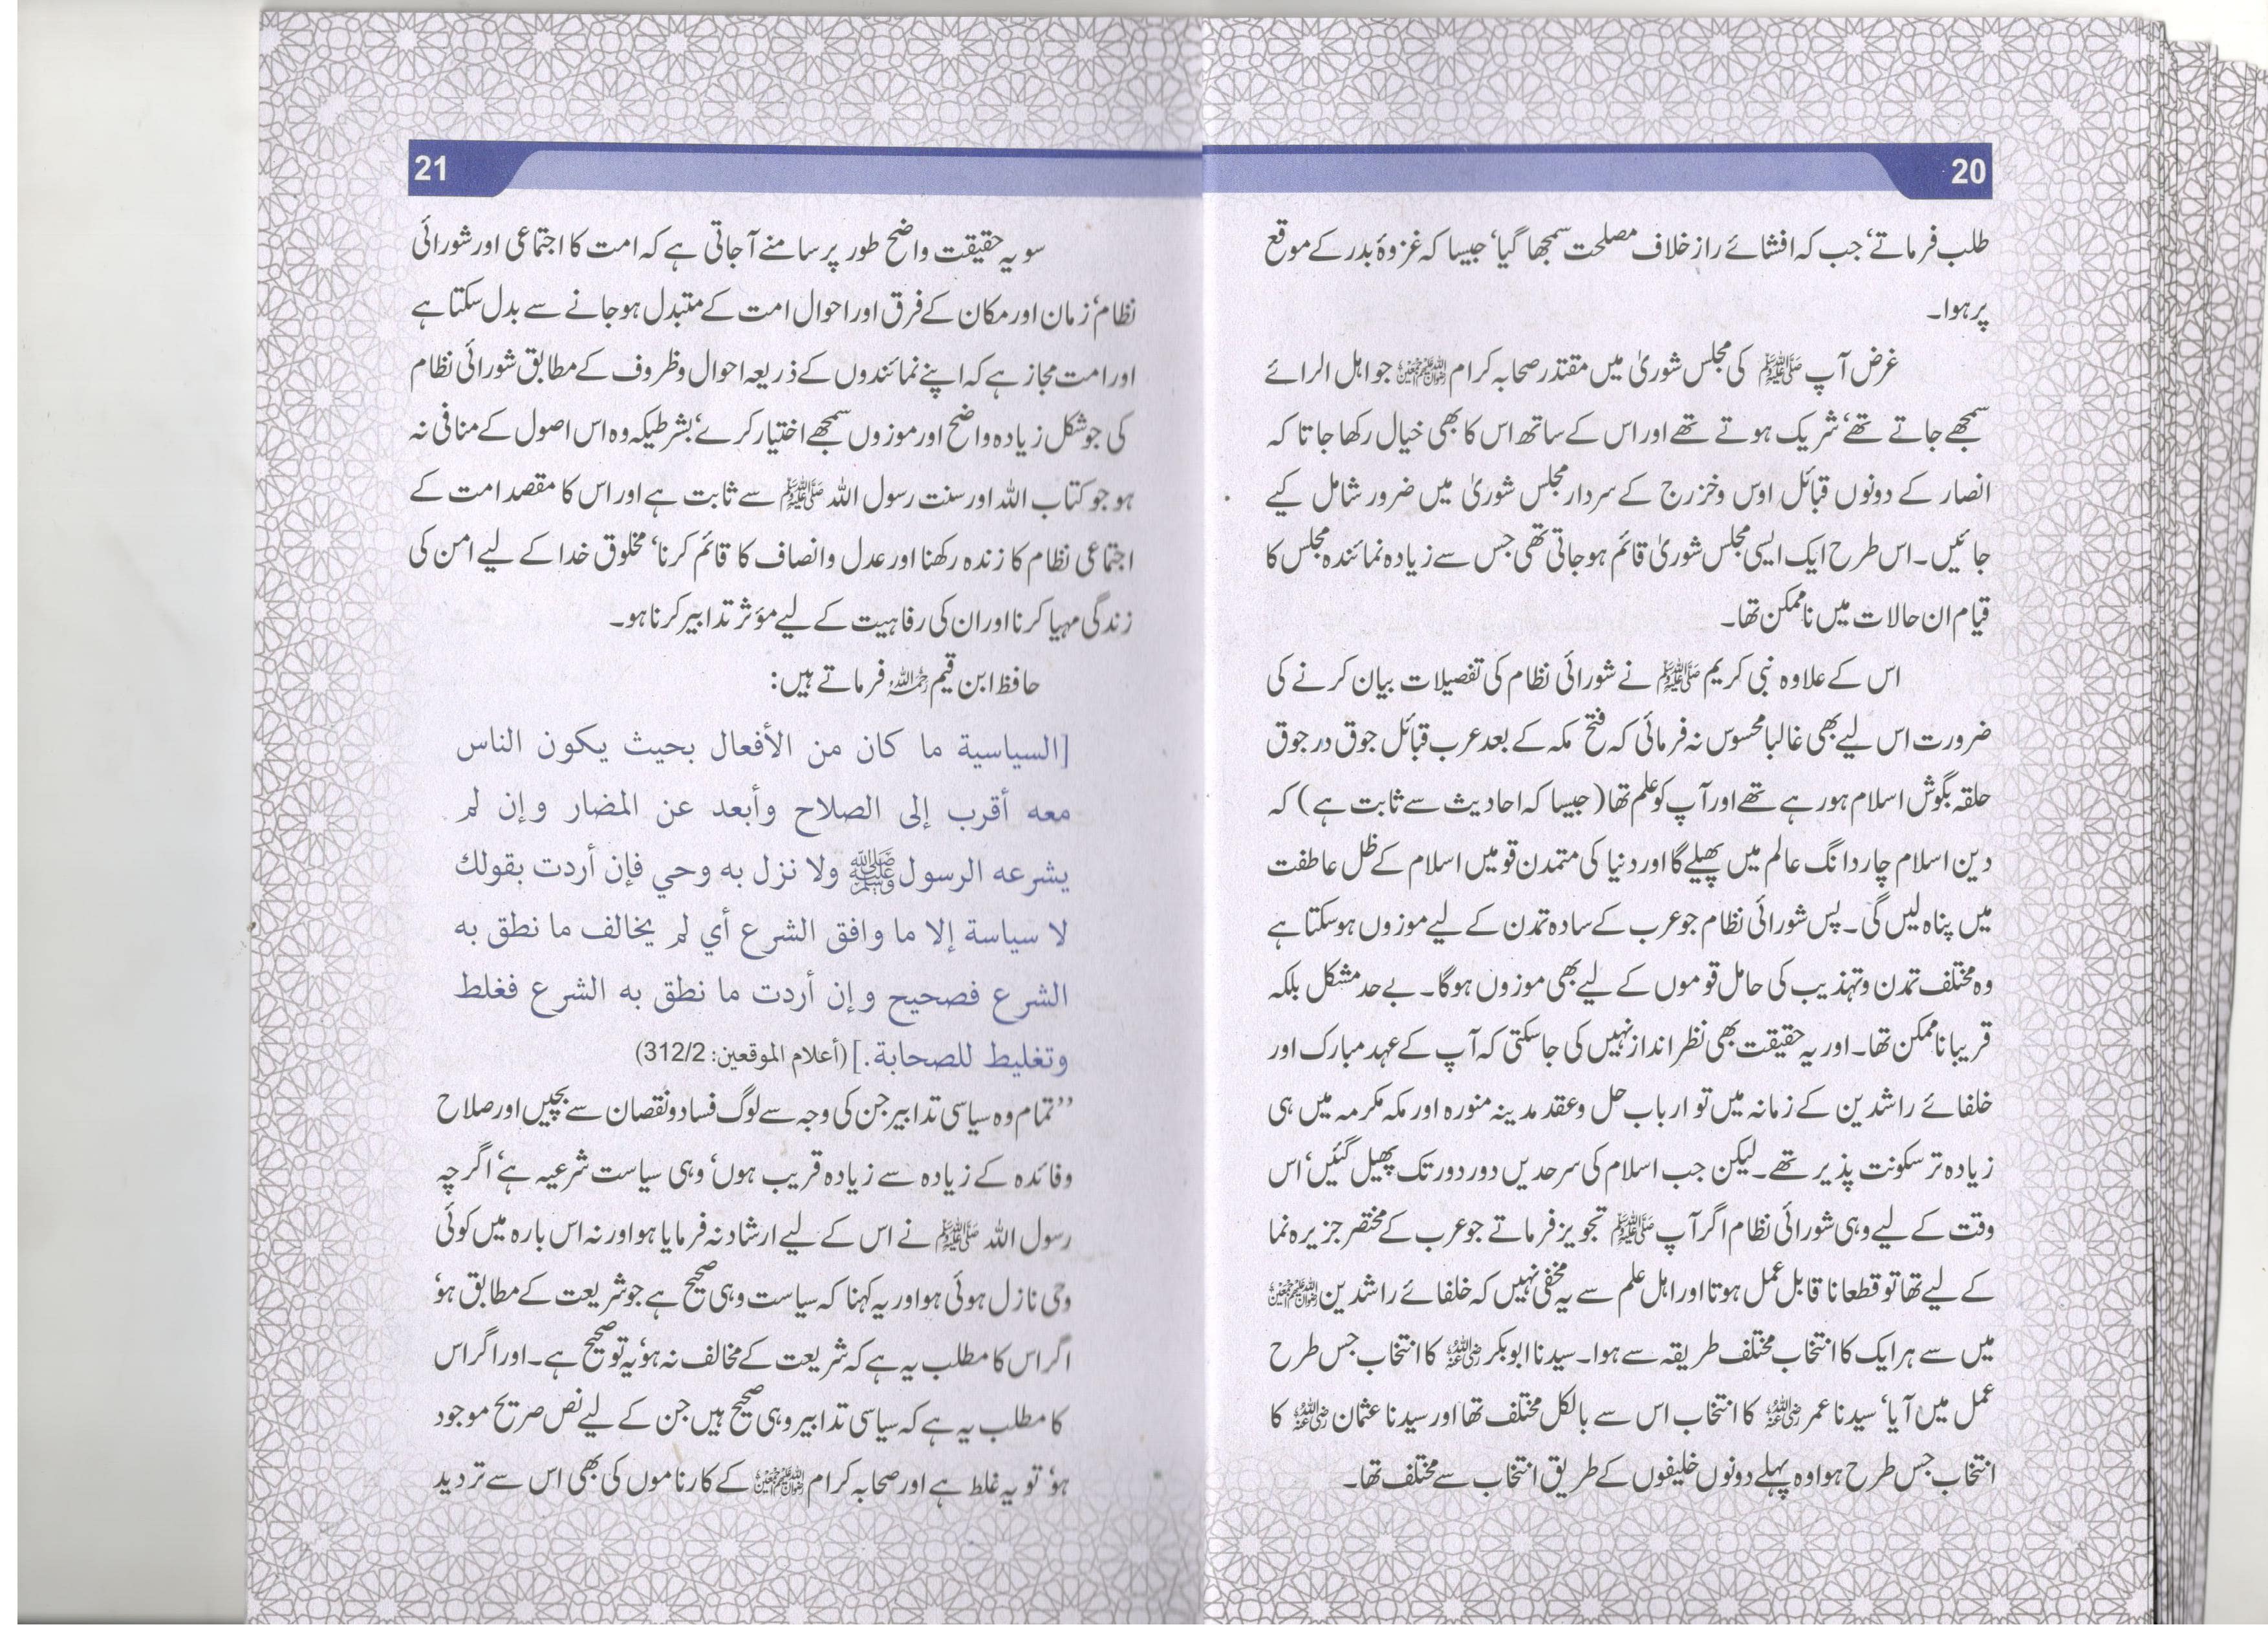 20
طلب فرماتے‘ جب کہ افشائے راز خلاف مصلحت سمجھا گیا‘ جیسا کہ غزوۂ بدر کے موقع
پر ہوا۔
غرض آپ ﷺ کی مجلس شوریٰ میں مقتدر صحابہ کرام رضوان اللہ علیہم اجمعین جو اہل الرائے
سمجھے جاتے تھے‘ شریک ہوتے تھے اور اس کے ساتھ اس کا بھی خیال رکھا جاتا کہ
انصار کے دونوں قبائل اوس وخزرج کے سردار مجلس شوریٰ میں ضرور شامل کیے
جائیں۔ اس طرح ایک ایسی مجلس شوریٰ قائم ہوجاتی تھی جس سے زیادہ نمائندہ مجلس کا
قیام ان حالات میں ناممکن تھا۔
اس کے علاوہ نبی کریم ﷺ نے شورائی نظام کی تفصیلات بیان کرنے کی
ضرورت اس لیے بھی غالبا محسوس نہ فرمائی کہ فتح مکہ کے بعد عرب قبائل جوق در جوق
حلقہ بگوش اسلام ہورہے تھے اور آپ کو علم تھا (جیسا کہ احادیث سے ثابت ہے) کہ
دین اسلام چاردانگ عالم میں پھیلے گا اور دنیا کی متمدن قومیں اسلام کے ظل عاطفت
میں پناہ لیں گی۔ پس شورائی نظام جو عرب کے سادہ تمدن کے لیے موزوں ہوسکتا ہے
وہ مختلف تمدن وتہذیب کی حامل قوموں کے لیے بھی موزوں ہوگا۔ بے حد مشکل بلکہ
قریبا ناممکن تھا۔ اور یہ حقیقت بھی نظر انداز نہیں کی جاسکتی کہ آپ کے عہد مبارک اور
خلفائے راشدین کے زمانہ میں تو ارباب حل وعقد مدینہ منورہ اور مکہ مکرمہ میں ہی
زیادہ تر سکونت پذیر تھے۔ لیکن جب اسلام کی سرحدیں دور دور تک پھیل گئیں‘ اس
وقت کے لیے وہی شورائی نظام اگر آپ ﷺ تجویز فرماتے جو عرب کے مختصر جزیرہ نما
کے لیے تھا تو قطعا ناقابل عمل ہوتا اور اہل علم سے یہ مخفی نہیں کہ خلفائے راشدین رضوان اللہ علیہم اجمعین
میں سے ہر ایک کا انتخاب مختلف طریقہ سے ہوا۔ سیدنا ابوبکر رضی اللہ عنہ کا انتخاب جس طرح
عمل میں آیا‘ سیدنا عمر رضی اللہ عنہ کا انتخاب اس سے بالکل مختلف تھا اور سیدنا عثمان رضی اللہ عنہ کا
انتخاب جس طرح ہوا وہ پہلے دونوں خلیفوں کے طریق انتخاب سے مختلف تھا۔
21
سو یہ حقیقت واضح طور پر سامنے آجاتی ہے کہ امت کا اجتماعی اور شورائی
نظام‘ زمان اور مکان کے فرق اور احوال امت کے متبدل ہوجانے سے بدل سکتا ہے
اور امت مجاز ہے کہ اپنے نمائندوں کے ذریعہ احوال وظروف کے مطابق شورائی نظام
کی جو شکل زیادہ واضح اور موزوں سمجھے اختیار کرے‘ بشرطیکہ وہ اس اصول کے منافی نہ
ہو جو کتاب اللہ اور سنت رسول اللہ ﷺ سے ثابت ہے اور اس کا مقصد امت کے
اجتماعی نظام کا زندہ رکھنا اور عدل وانصاف کا قائم کرنا‘ مخلوق خدا کے لیے امن کی
زندگی مہیا کرنا اور ان کی رفاہیت کے لیے مؤثر تدابیر کرنا ہو۔
حافظ ابن قیم رحمہ اللہ فرماتے ہیں:
[السياسية ما كان من الأفعال بحيث يكون الناس
معه أقرب إلى الصلاح وأبعد عن المضار وإن لم
يشرعه الرسول ﷺ ولا نزل به وحي فإن أردت بقولك
لا سياسة إلا ما وافق الشرع أي لم يخالف ما نطق به
الشرع فصحيح وإن أردت ما نطق به الشرع فغلط
وتغليط للصحابة.] (أعلام الموقعين: 312/2)
’’تمام وہ سیاسی تدابیر جن کی وجہ سے لوگ فساد ونقصان سے بچیں اور صلاح
وفائدہ کے زیادہ سے زیادہ قریب ہوں‘ وہی سیاست شرعیہ ہے‘ اگرچہ
رسول اللہ ﷺ نے اس کے لیے ارشاد نہ فرمایا ہو اور نہ اس بارہ میں کوئی
وحی نازل ہوئی ہو اور یہ کہنا کہ سیاست وہی صحیح ہے جو شریعت کے مطابق ہو‘
اگر اس کا مطلب یہ ہے کہ شریعت کے مخالف نہ ہو‘ یہ تو صحیح ہے۔ اور اگر اس
کا مطلب یہ ہے کہ سیاسی تدابیر وہی صحیح ہیں جن کے لیے نص صریح موجود
ہو‘ تو یہ غلط ہے اور صحابہ کرام رضوان اللہ علیہم اجمعین کے کارناموں کی بھی اس سے تردید